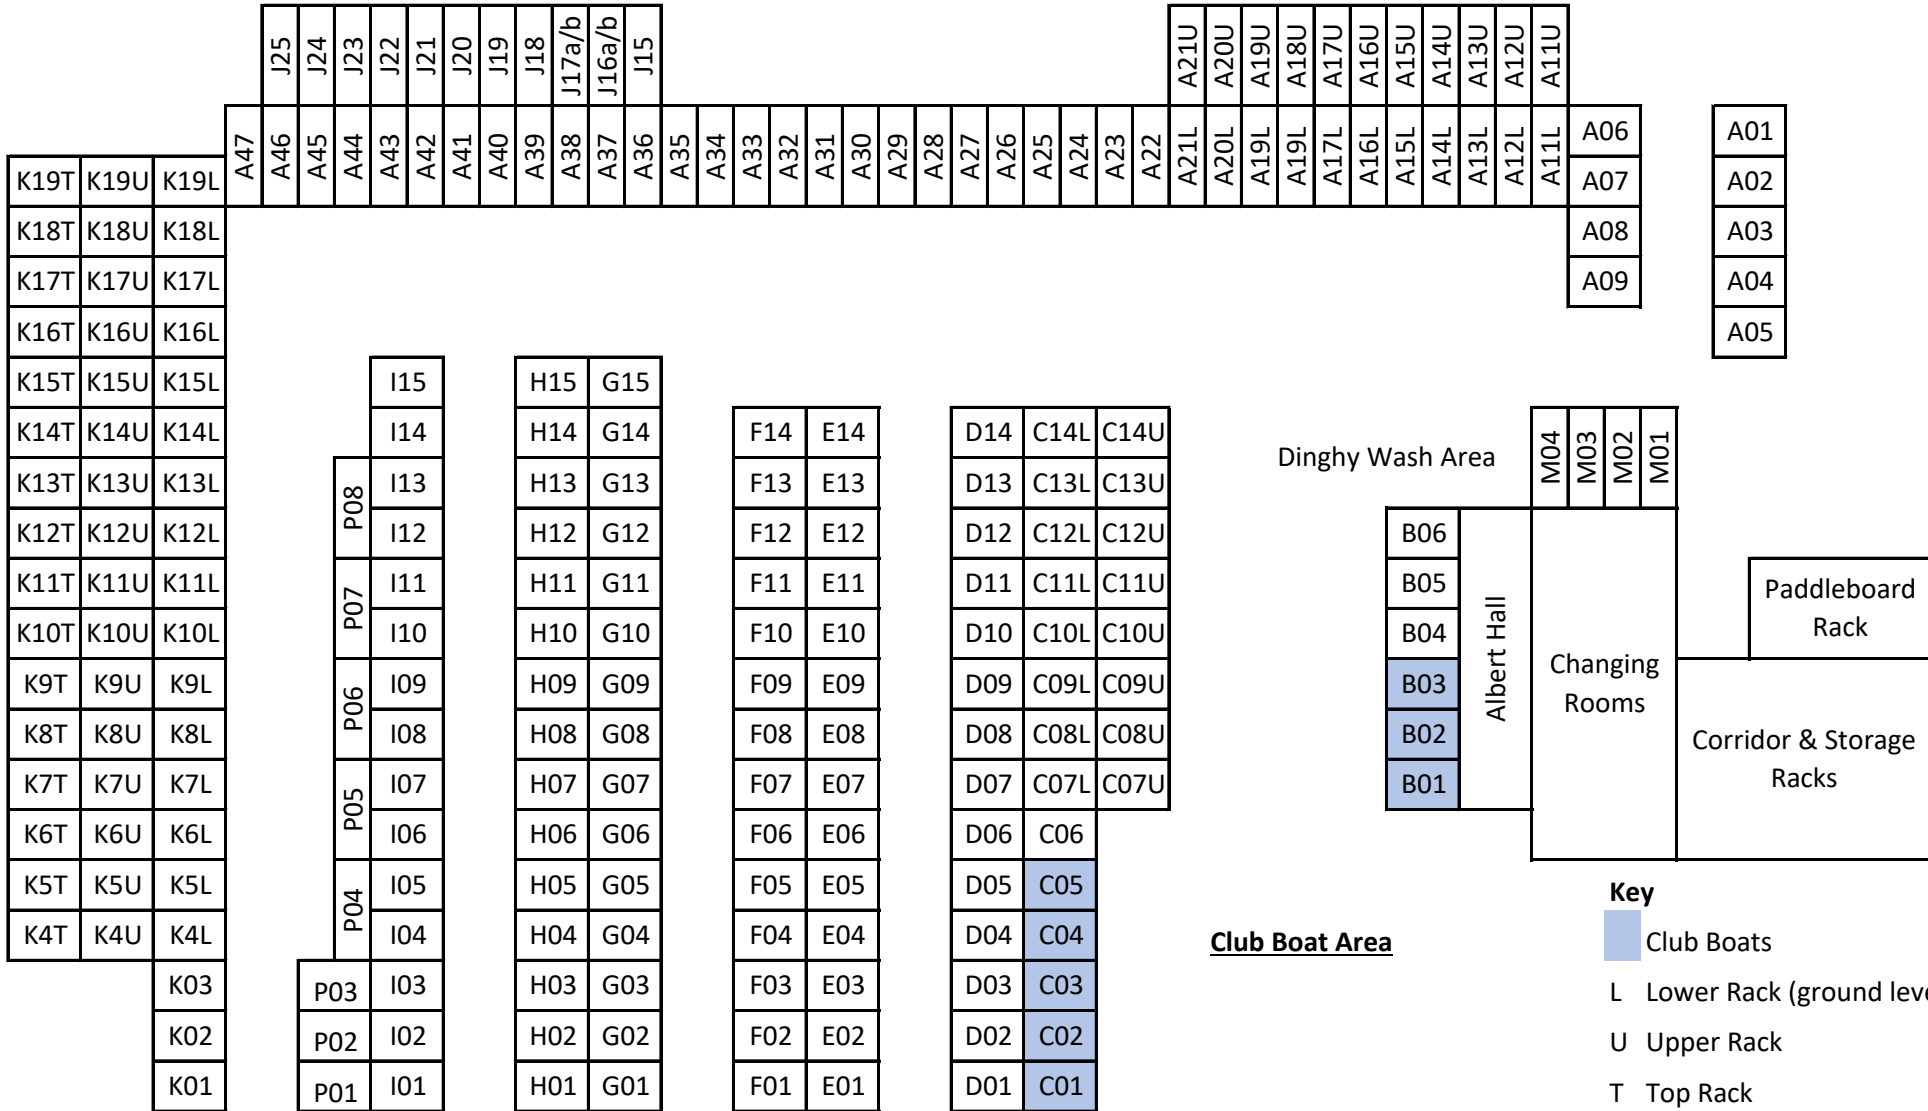 J25 J24 J23 J22 J21 J20 J19 J18 J17a/b J16a/b J15 A21U A20U A19U A18U A17U A16U A15U A14U A13U A12U A11U
A47 A46 A45 A44 A43 A42 A41 A40 A39 A38 A37 A36 A35 A34 A33 A32 A31 A30 A29 A28 A27 A26 A25 A24 A23 A22 A21L A20L A19L A19L A17L A16L A15L A14L A13L A12L A11L
A06 A01
K19T K19U K19L A07 A02
K18T K18U K18L A08 A03
K17T K17U K17L A09 A04
K16T K16U K16L A05
K15T K15U K15L I15 H15 G15
K14T K14U K14L I14 H14 G14 F14 E14 D14 C14L C14U M04 M03 M02 M01
Dinghy Wash Area
K13T K13U K13L P08 I13 H13 G13 F13 E13 D13 C13L C13U
K12T K12U K12L I12 H12 G12 F12 E12 D12 C12L C12U B06
K11T K11U K11L P07 I11 H11 G11 F11 E11 D11 C11L C11U B05
K10T K10U K10L I10 H10 G10 F10 E10 D10 C10L C10U B04
Albert Hall
Changing
Rooms
Paddleboard
Rack
K9T K9U K9L P06 I09 H09 G09 F09 E09 D09 C09L C09U B03
K8T K8U K8L I08 H08 G08 F08 E08 D08 C08L C08U B02
Corridor & Storage
Racks
K7T K7U K7L P05 I07 H07 G07 F07 E07 D07 C07L C07U B01
K6T K6U K6L I06 H06 G06 F06 E06 D06 C06
K5T K5U K5L P04 I05 H05 G05 F05 E05 D05 C05
K4T K4U K4L I04 H04 G04 F04 E04 D04 C04
Club Boat Area
K03 P03 I03 H03 G03 F03 E03 D03 C03
K02 P02 I02 H02 G02 F02 E02 D02 C02
K01 P01 I01 H01 G01 F01 E01 D01 C01
Key
Club Boats
L Lower Rack (ground leve
U Upper Rack
T Top Rack